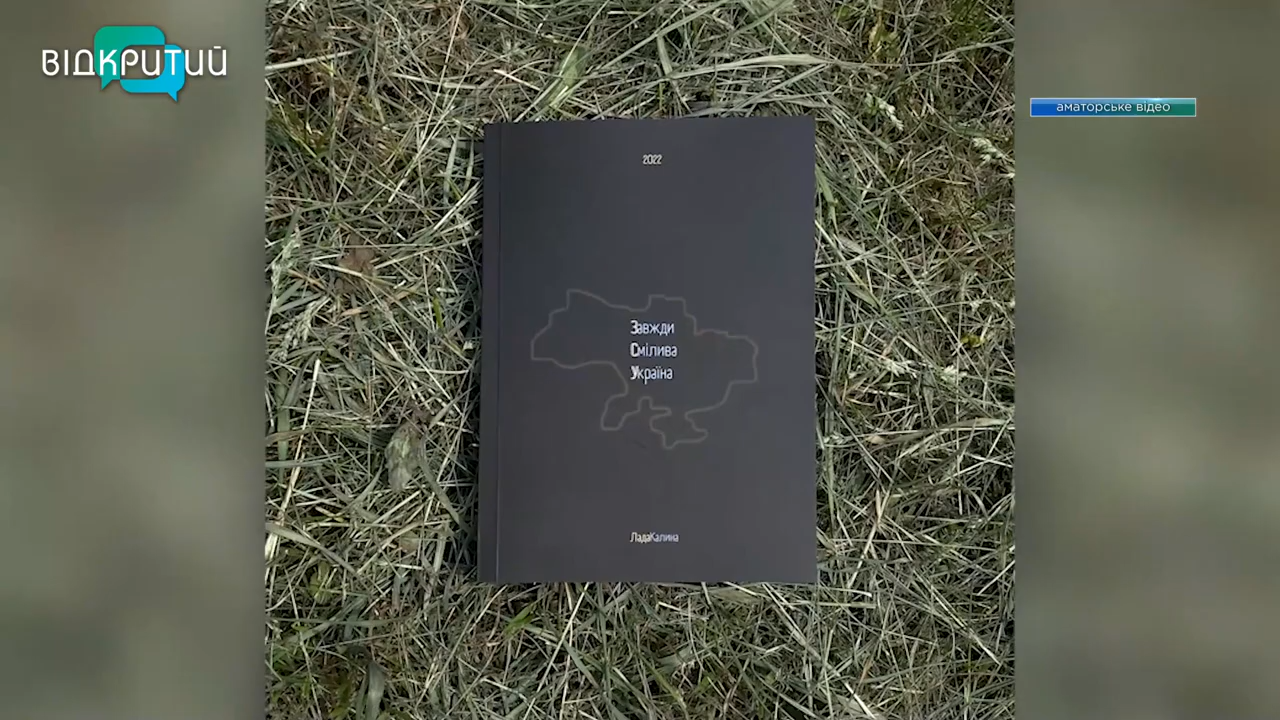 ВІДКРИТИЙ
аматорське відео
2022
Завжди
Смілива
Україна
ЛадаКалина